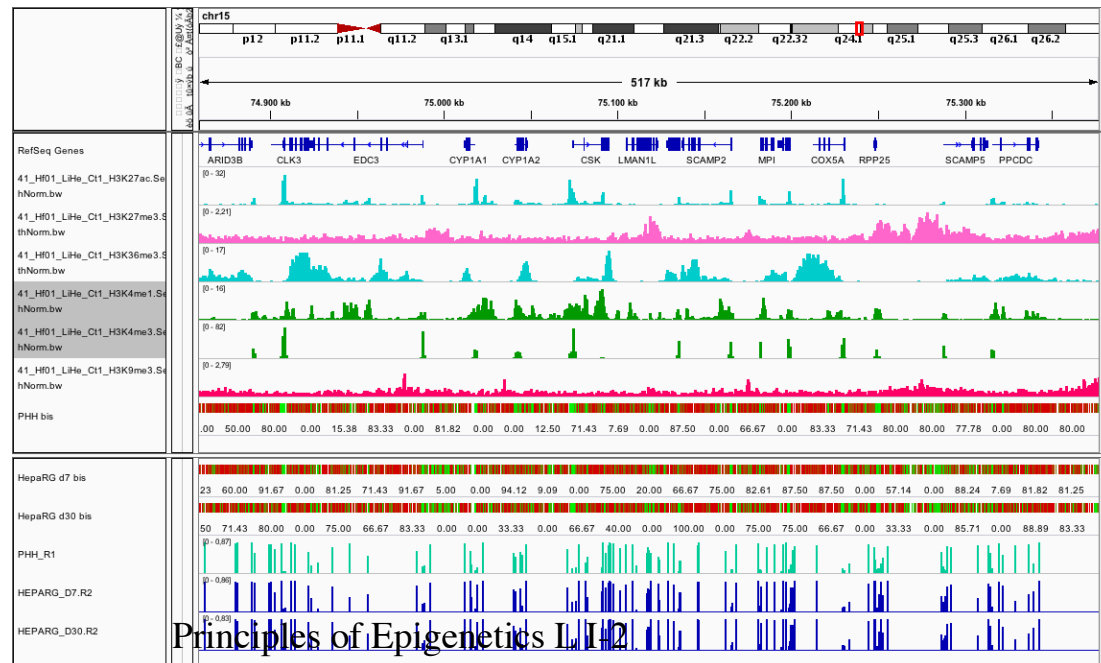 chr15
p12 p11.2 p11.1 q11.2 q13.1 q14 q15.1 q21.1 q21.3 q22.2 q22.32 q24.1 q25.1 q25.3 q26.1 q26.2
517 kb
74.900 kb 75.000 kb 75.100 kb 75.200 kb 75.300 kb
RefSeq Genes
ARID3B CLK3 EDC3 CYP1A1 CYP1A2 CSK LMAN1L SCAMP2 MPI COX5A RPP25 SCAMP5 PPCDC
41_Hf01_LiHe_Ct1_H3K27ac.Se
hNorm.bw
[0 - 32]
41_Hf01_LiHe_Ct1_H3K27me3.S
thNorm.bw
[0 - 2,21]
41_Hf01_LiHe_Ct1_H3K36me3.S
thNorm.bw
[0 - 17]
41_Hf01_LiHe_Ct1_H3K4me1.Se
hNorm.bw
[0 - 16]
41_Hf01_LiHe_Ct1_H3K4me3.Se
hNorm.bw
[0 - 82]
41_Hf01_LiHe_Ct1_H3K9me3.Se
hNorm.bw
[0 - 2,79]
PHH bis
.00 50.00 80.00 0.00 15.38 83.33 0.00 81.82 0.00 0.00 12.50 71.43 7.69 0.00 87.50 0.00 66.67 0.00 83.33 71.43 80.00 80.00 77.78 0.00 80.00 80.00
HepaRG d7 bis
23 60.00 91.67 0.00 81.25 71.43 91.67 5.00 0.00 94.12 9.09 0.00 75.00 20.00 66.67 75.00 82.61 87.50 87.50 0.00 57.14 0.00 88.24 7.69 81.82 81.25
HepaRG d30 bis
50 71.43 80.00 0.00 75.00 66.67 83.33 0.00 0.00 33.33 0.00 66.67 40.00 0.00 100.00 0.00 75.00 75.00 66.67 0.00 33.33 0.00 85.71 0.00 88.89 83.33
PHH_R1
[0 - 0,87]
HEPARG_D7.R2
[0 - 0,86]
HEPARG_D30.R2
[0 - 0,83]
Principles of Epigenetics L I-2